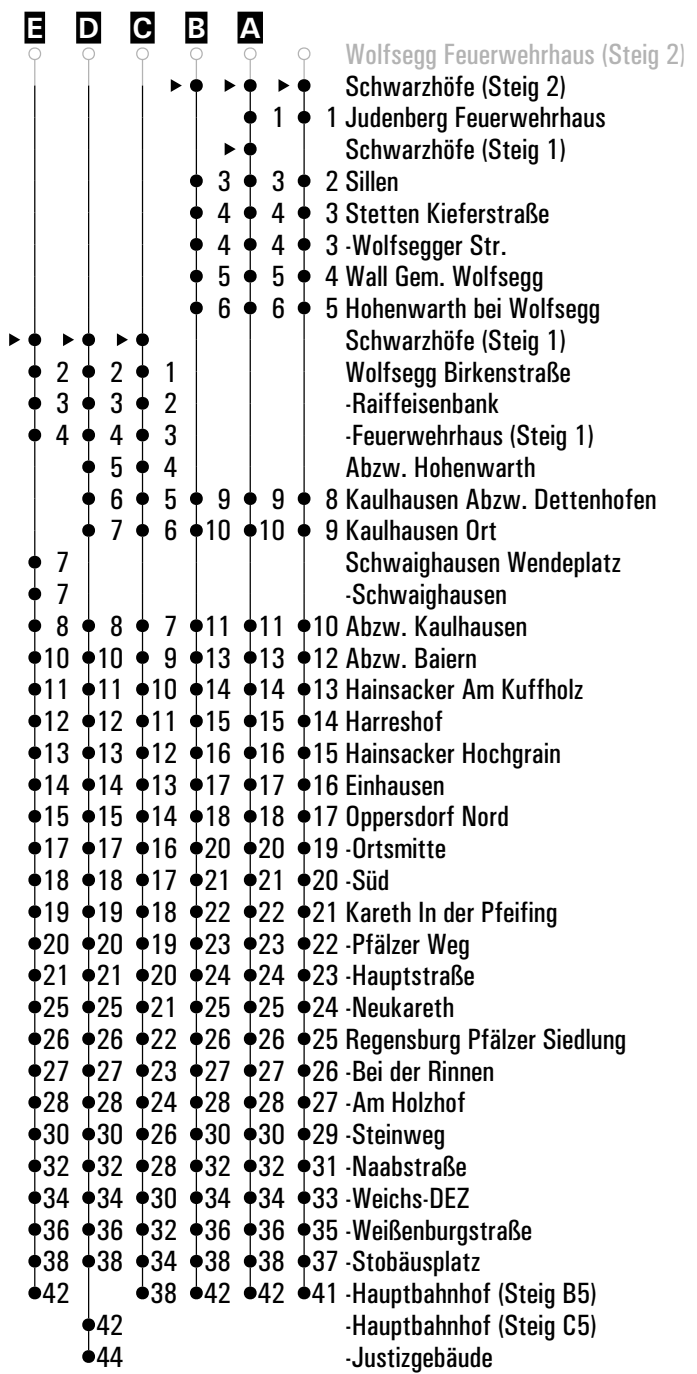 E D C B A
Wolfsegg Feuerwehrhaus (Steig 2)
Schwarzhöfe (Steig 2)
1 1 Judenberg Feuerwehrhaus
Schwarzhöfe (Steig 1)
3 3 2 Sillen
4 4 3 Stetten Kieferstraße
4 4 3 -Wolfsegger Str.
5 5 4 Wall Gem. Wolfsegg
6 6 5 Hohenwarth bei Wolfsegg
Schwarzhöfe (Steig 1)
2 2 1 Wolfsegg Birkenstraße
3 3 2 -Raiffeisenbank
4 4 3 -Feuerwehrhaus (Steig 1)
5 4 Abzw. Hohenwarth
6 5 9 9 8 Kaulhausen Abzw. Dettenhofen
7 6 10 10 9 Kaulhausen Ort
7 Schwaighausen Wendeplatz
7 -Schwaighausen
8 8 7 11 11 10 Abzw. Kaulhausen
10 10 9 13 13 12 Abzw. Baiern
11 11 10 14 14 13 Hainsacker Am Kuffholz
12 12 11 15 15 14 Harreshof
13 13 12 16 16 15 Hainsacker Hochgrain
14 14 13 17 17 16 Einhausen
15 15 14 18 18 17 Oppersdorf Nord
17 17 16 20 20 19 -Ortsmitte
18 18 17 21 21 20 -Süd
19 19 18 22 22 21 Kareth In der Pfeifing
20 20 19 23 23 22 -Pfälzer Weg
21 21 20 24 24 23 -Hauptstraße
25 25 21 25 25 24 -Neukareth
26 26 22 26 26 25 Regensburg Pfälzer Siedlung
27 27 23 27 27 26 -Bei der Rinnen
28 28 24 28 28 27 -Am Holzhof
30 30 26 30 30 29 -Steinweg
32 32 28 32 32 31 -Naabstraße
34 34 30 34 34 33 -Weichs-DEZ
36 36 32 36 36 35 -Weißenburgstraße
38 38 34 38 38 37 -Stobäusplatz
42 38 42 42 41 -Hauptbahnhof (Steig B5)
42 -Hauptbahnhof (Steig C5)
44 -Justizgebäude